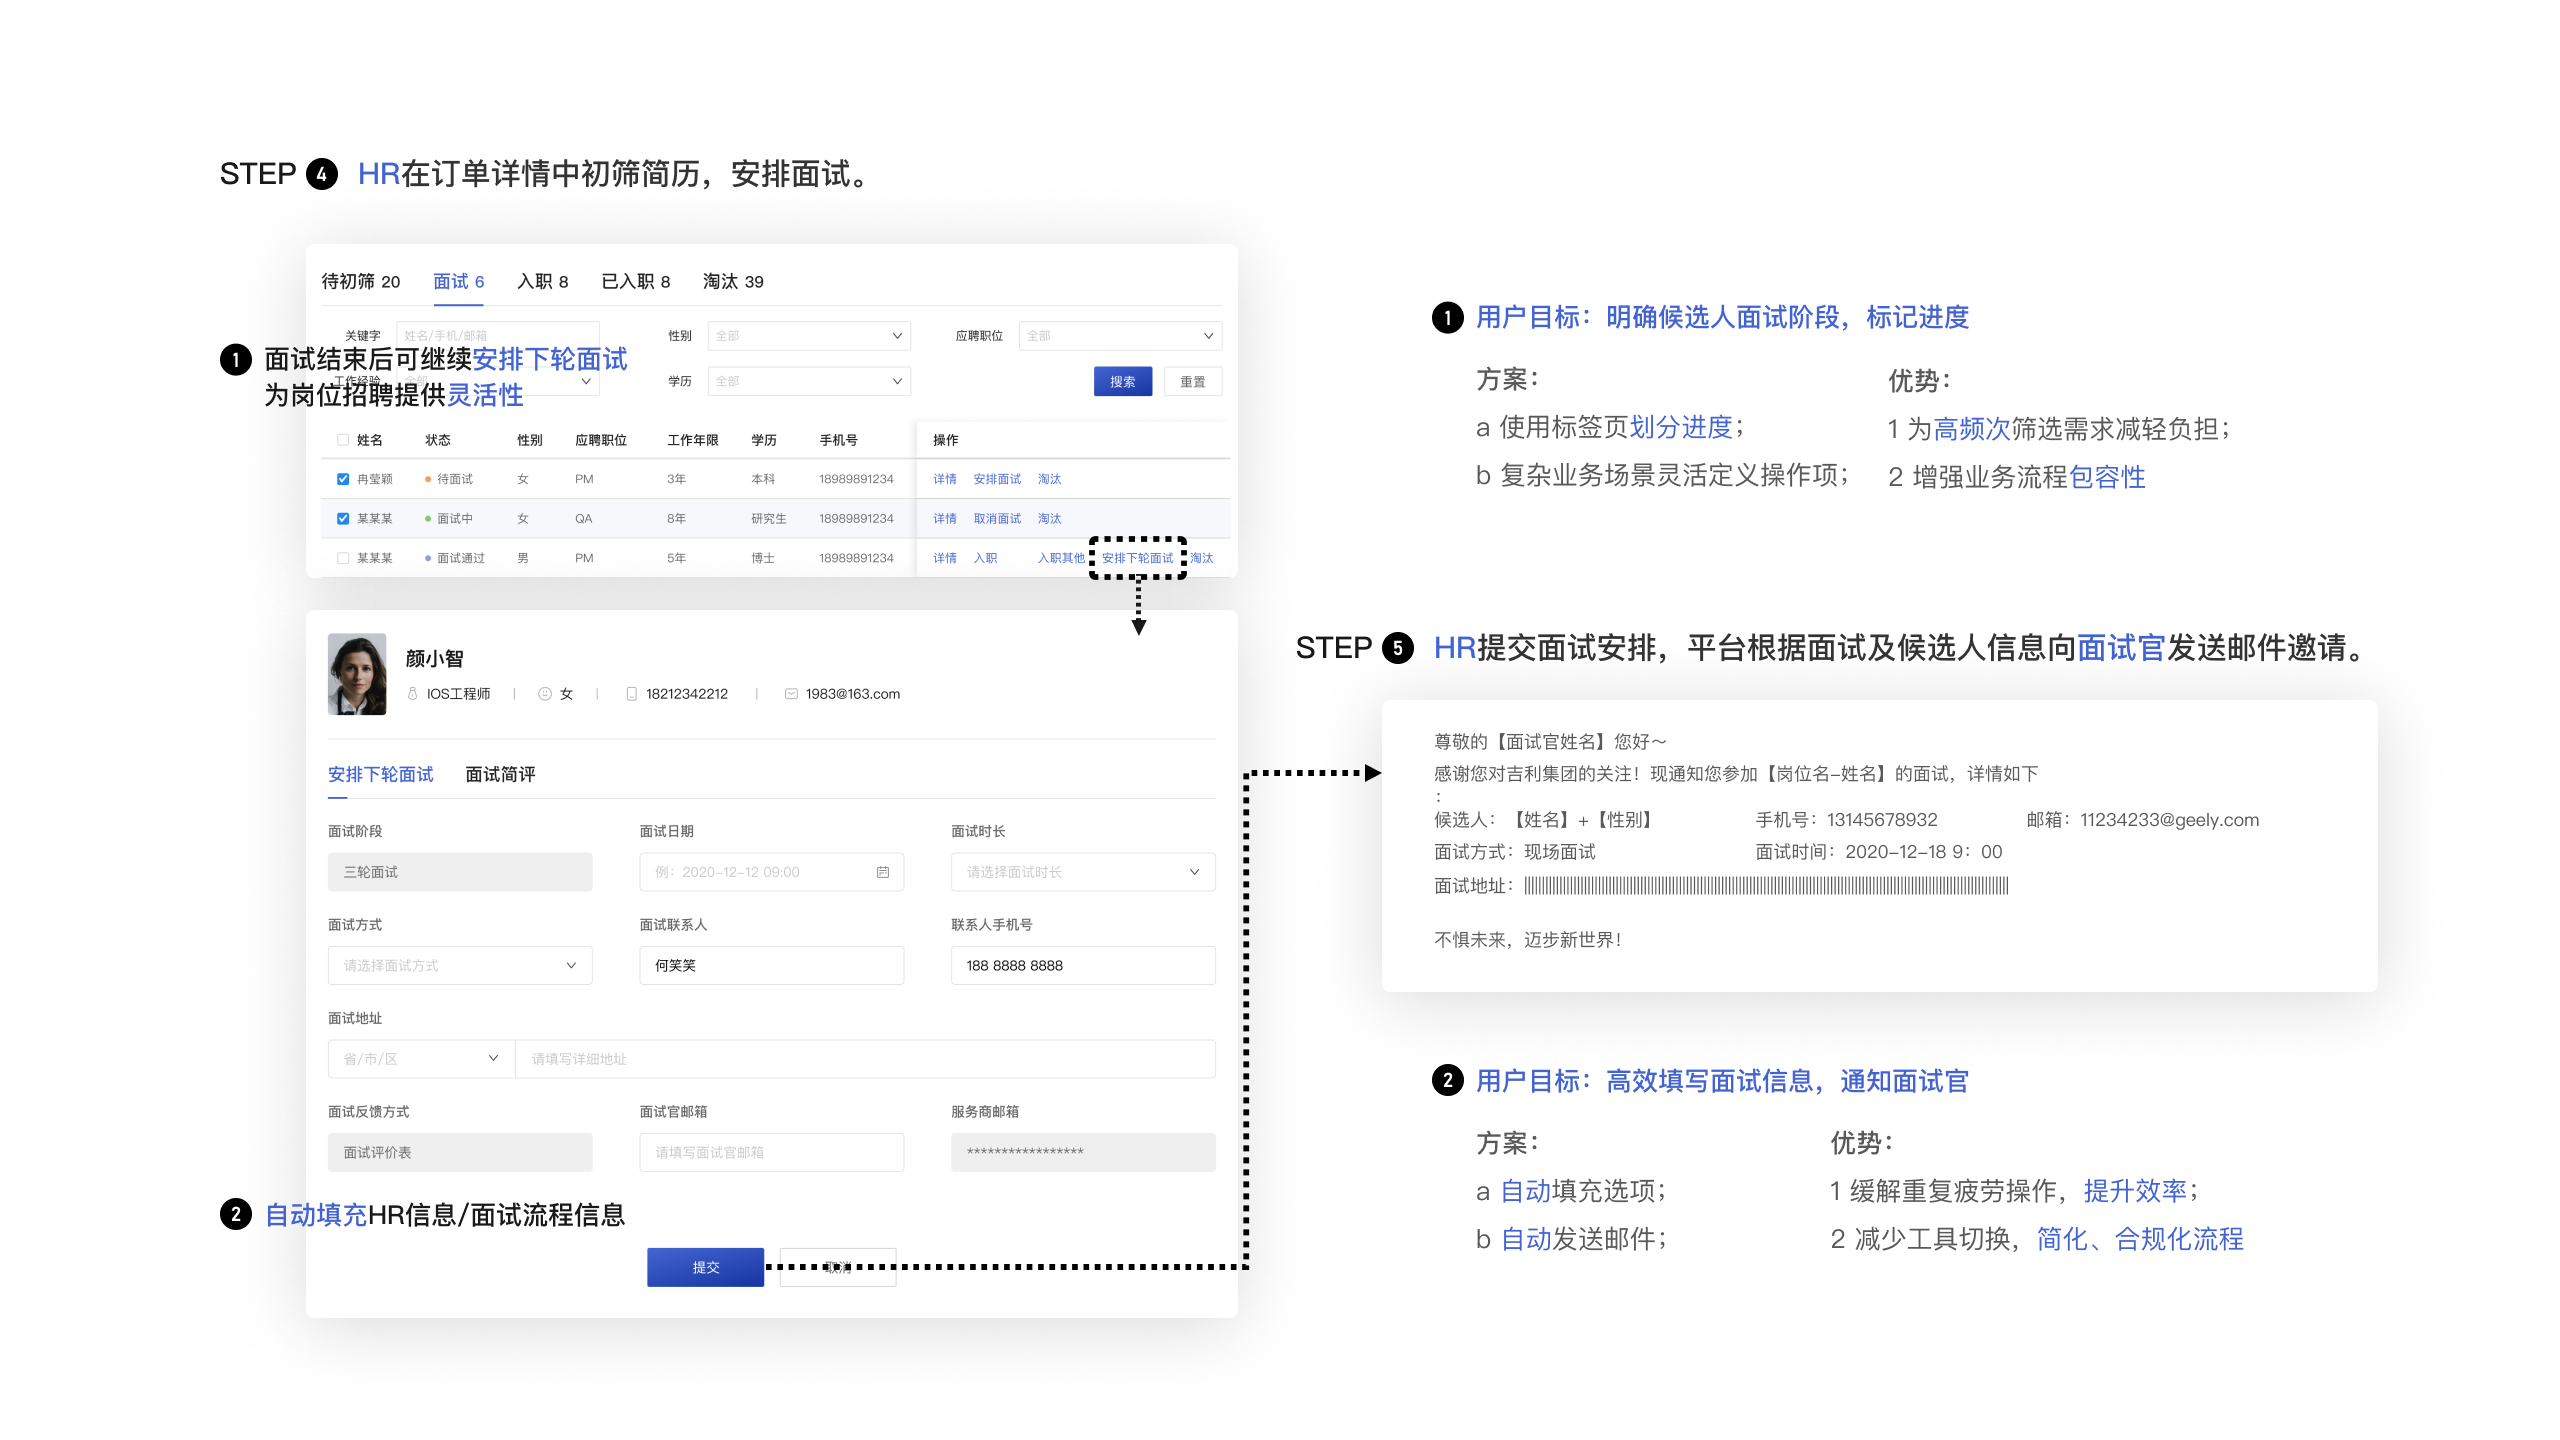 STEP 4 HR在订单详情中初筛简历，安排面试。
待初筛 20 面试 6 入职 8 已入职 8 淘汰 39
关键字 姓名/手机/邮箱 性别 全部 应聘职位 全部
1 面试结束后可继续安排下轮面试
工作经验 全部 学历 全部 搜索 重置
为岗位招聘提供灵活性
姓名 状态 性别 应聘职位 工作年限 学历 手机号 操作
冉莹颖 待面试 女 PM 3年 本科 18989891234 详情 安排面试 淘汰
某某某 面试中 女 QA 8年 研究生 18989891234 详情 取消面试 淘汰
某某某 面试通过 男 PM 5年 博士 18989891234 详情 入职 入职其他 安排下轮面试 淘汰
颜小智
IOS工程师 | 女 | 18212342212 | 1983@163.com
安排下轮面试 面试简评
面试阶段 面试日期 面试时长
三轮面试 例：2020-12-12 09:00 请选择面试时长
面试方式 面试联系人 联系人手机号
请选择面试方式 何笑笑 188 8888 8888
面试地址
省/市/区 请填写详细地址
面试反馈方式 面试官邮箱 服务商邮箱
面试评价表 请填写面试官邮箱 *****************
2 自动填充HR信息/面试流程信息
提交 取消
1 用户目标：明确候选人面试阶段，标记进度
方案： 优势：
a 使用标签页划分进度； 1 为高频次筛选需求减轻负担；
b 复杂业务场景灵活定义操作项； 2 增强业务流程包容性
STEP 5 HR提交面试安排，平台根据面试及候选人信息向面试官发送邮件邀请。
尊敬的【面试官姓名】您好～
感谢您对吉利集团的关注！现通知您参加【岗位名-姓名】的面试，详情如下
：
候选人：【姓名】+【性别】 手机号：13145678932 邮箱：11234233@geely.com
面试方式：现场面试 面试时间：2020-12-18 9：00
面试地址：
不惧未来，迈步新世界！
2 用户目标：高效填写面试信息，通知面试官
方案： 优势：
a 自动填充选项； 1 缓解重复疲劳操作，提升效率；
b 自动发送邮件； 2 减少工具切换，简化、合规化流程